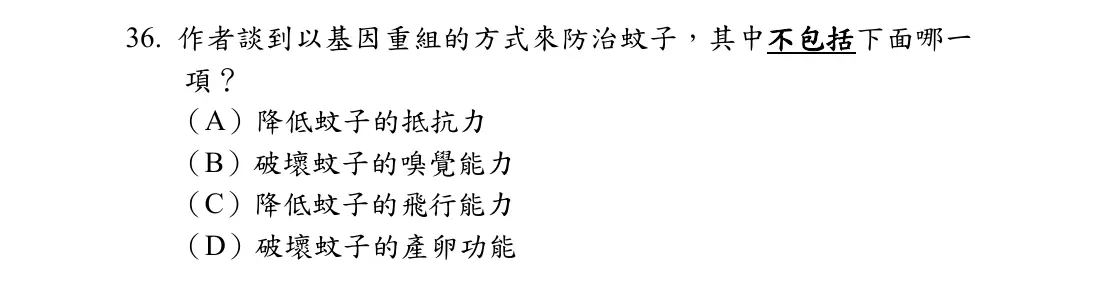 36. 作者談到以基因重組的方式來防治蚊子，其中不包括下面哪一
項？
（A）降低蚊子的抵抗力
（B）破壞蚊子的嗅覺能力
（C）降低蚊子的飛行能力
（D）破壞蚊子的產卵功能